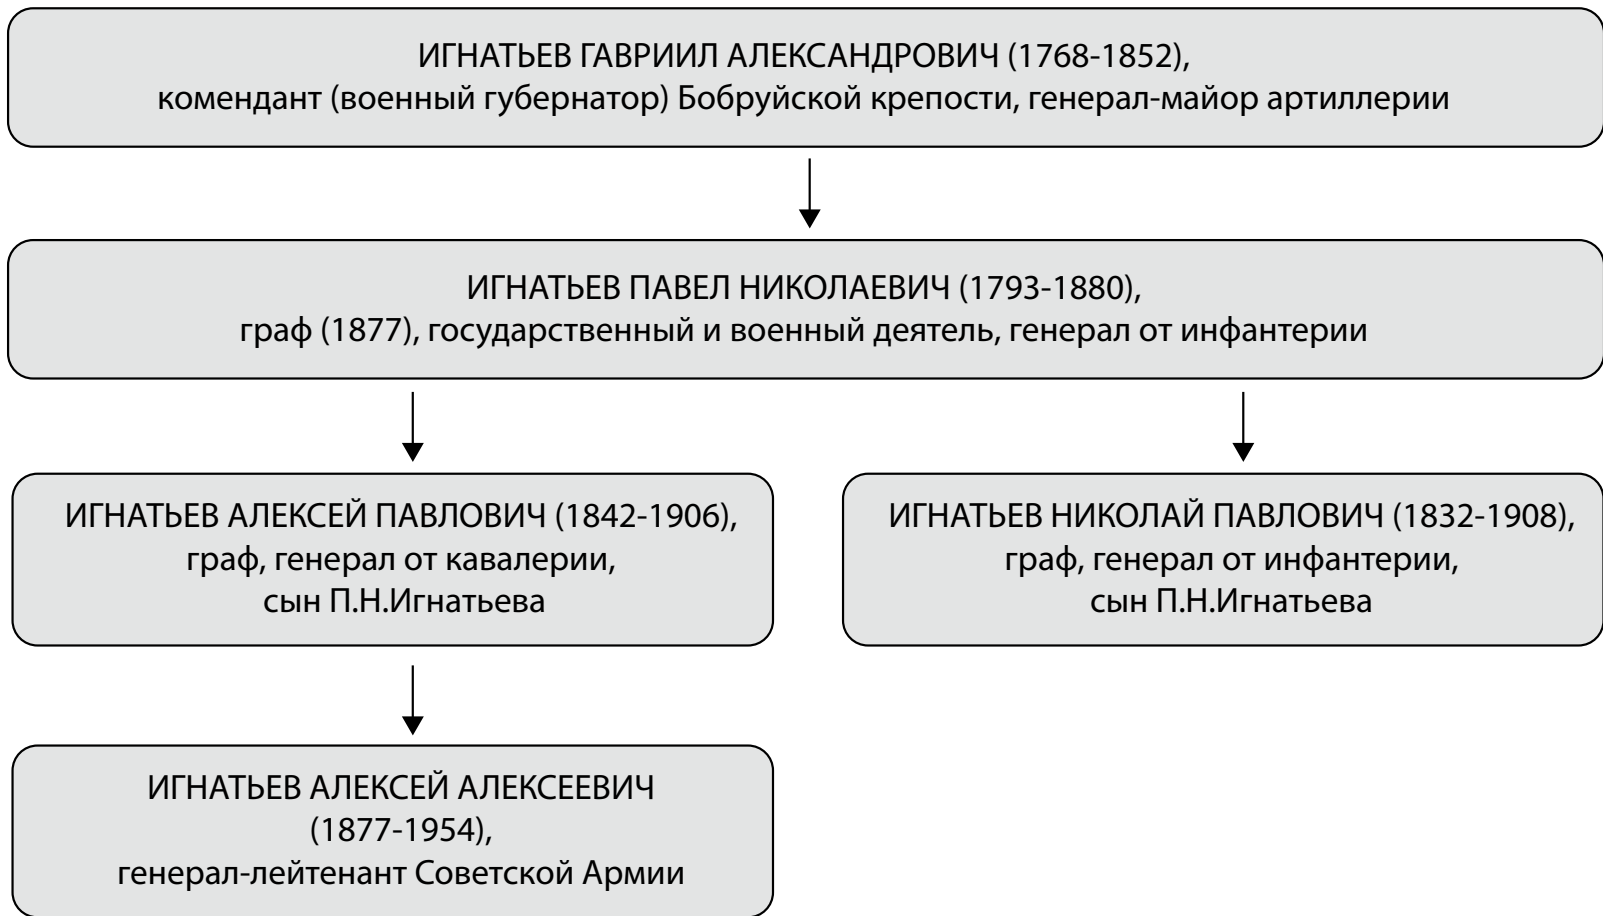 ИГНАТЬЕВ ГАВРИИЛ АЛЕКСАНДРОВИЧ (1768-1852),
комендант (военный губернатор) Бобруйской крепости, генерал-майор артиллерии
ИГНАТЬЕВ ПАВЕЛ НИКОЛАЕВИЧ (1793-1880),
граф (1877), государственный и военный деятель, генерал от инфантерии
ИГНАТЬЕВ АЛЕКСЕЙ ПАВЛОВИЧ (1842-1906),
граф, генерал от кавалерии,
сын П.Н.Игнатьева
ИГНАТЬЕВ НИКОЛАЙ ПАВЛОВИЧ (1832-1908),
граф, генерал от инфантерии,
сын П.Н.Игнатьева
ИГНАТЬЕВ АЛЕКСЕЙ АЛЕКСЕЕВИЧ
(1877-1954),
генерал-лейтенант Советской Армии